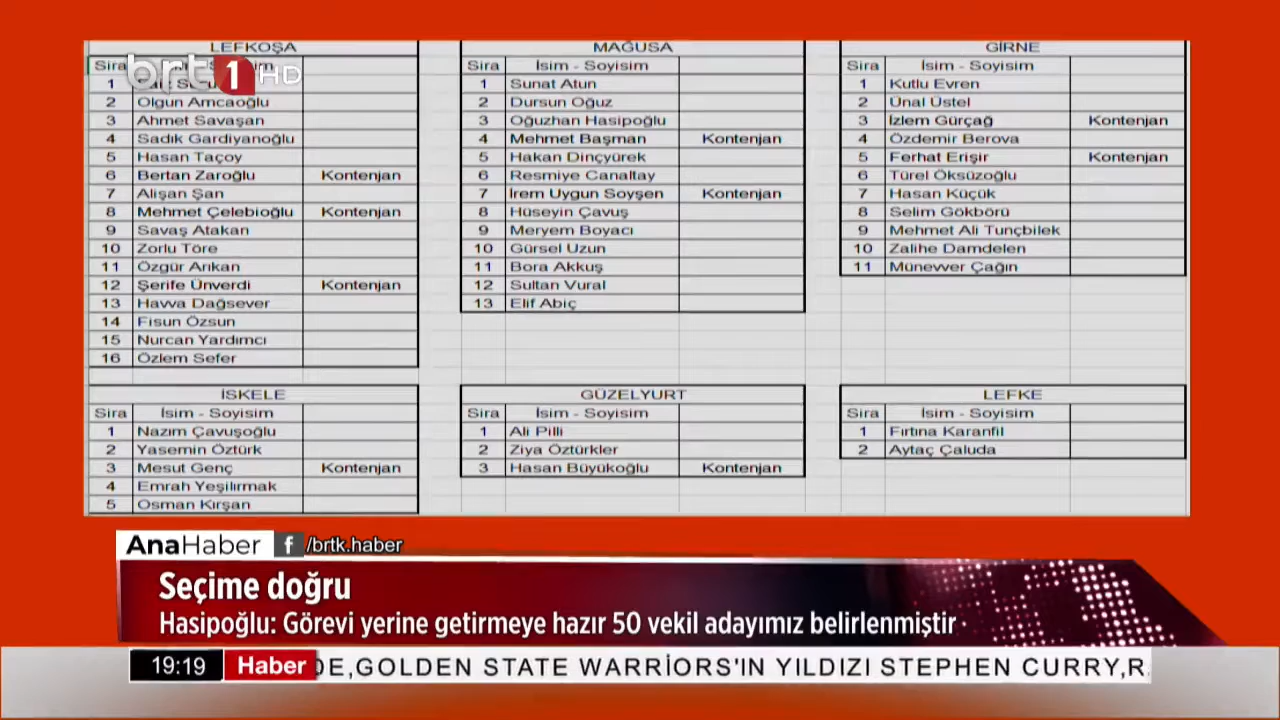 LEFKOŞA
Sıra
1
2 Olgun Amcaoğlu
3 Ahmet Savaşan
4 Sadık Gardiyanoğlu
5 Hasan Taçoy
6 Bertan Zaroğlu Kontenjan
7 Alişan Şan
8 Mehmet Çelebioğlu Kontenjan
9 Savaş Atakan
10 Zorlu Töre
11 Özgür Arıkan
12 Şerife Ünverdi Kontenjan
13 Havva Dağsever
14 Fisun Özsun
15 Nurcan Yardımcı
16 Özlem Sefer
MAĞUSA
Sıra İsim - Soyisim
1 Sunat Atun
2 Dursun Oğuz
3 Oğuzhan Hasipoğlu
4 Mehmet Başman Kontenjan
5 Hakan Dinçyürek
6 Resmiye Canaltay
7 İrem Uygun Soyşen Kontenjan
8 Hüseyin Çavuş
9 Meryem Boyacı
10 Gürsel Uzun
11 Bora Akkuş
12 Sultan Vural
13 Elif Abiç
GİRNE
Sıra İsim - Soyisim
1 Kutlu Evren
2 Ünal Üstel
3 İzlem Gürçağ Kontenjan
4 Özdemir Berova
5 Ferhat Erişir Kontenjan
6 Türel Öksüzoğlu
7 Hasan Küçük
8 Selim Gökbörü
9 Mehmet Ali Tunçbilek
10 Zalihe Damdelen
11 Münevver Çağın
İSKELE
Sıra İsim - Soyisim
1 Nazım Çavuşoğlu
2 Yasemin Öztürk
3 Mesut Genç Kontenjan
4 Emrah Yeşilırmak
5 Osman Kırşan
GÜZELYURT
Sıra İsim - Soyisim
1 Ali Pilli
2 Ziya Öztürkler
3 Hasan Büyükoğlu Kontenjan
LEFKE
Sıra İsim - Soyisim
1 Fırtına Karanfil
2 Aytaç Çaluda
brt 1 HD
AnaHaber f /brtk.haber
Seçime doğru
Hasipoğlu: Görevi yerine getirmeye hazır 50 vekil adayımız belirlenmiştir
19:19 Haber DE,GOLDEN STATE WARRİORS'IN YILDIZI STEPHEN CURRY,R